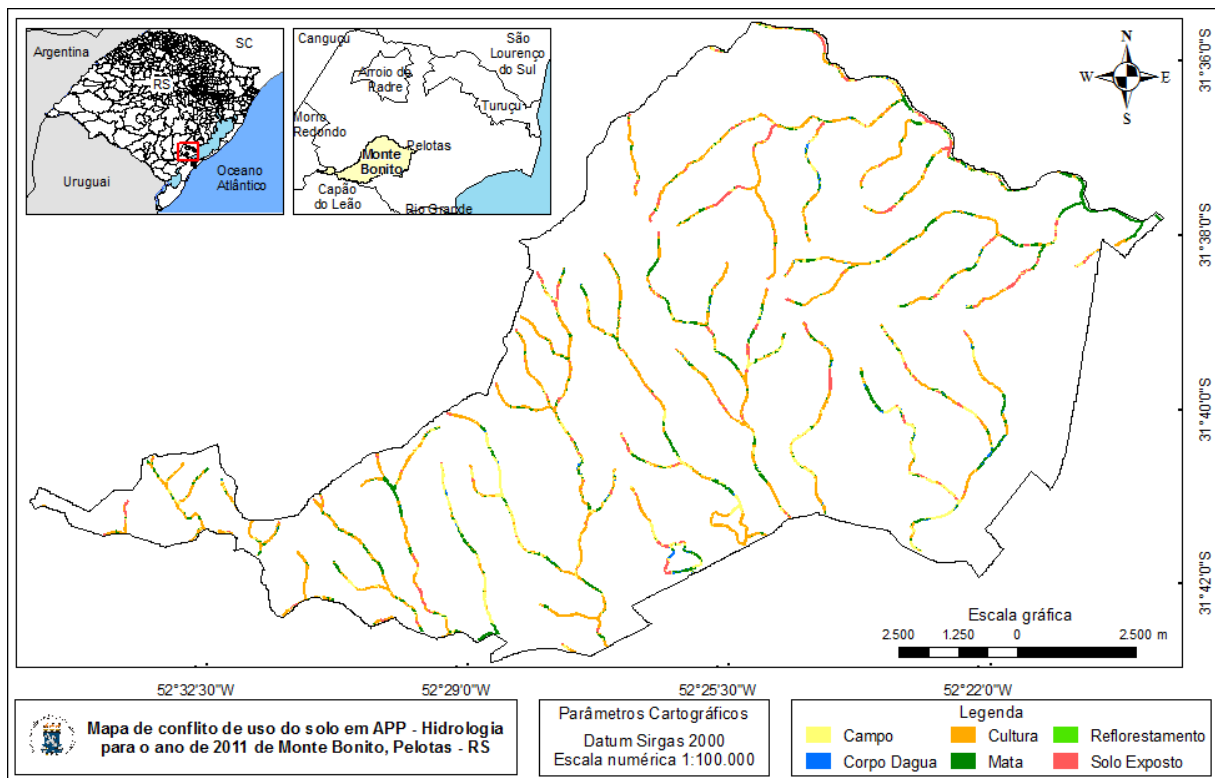 Argentina
SC
RS
Uruguai
Oceano
Atlântico
Canguçu
São
Lourenço
do Sul
Arroio do
Padre
Turuçu
Morro
Redondo
Pelotas
Monte
Bonito
Capão
do Leão
Rio Grande
N
W
E
S
31°36'0"S
31°38'0"S
31°40'0"S
31°42'0"S
Escala gráfica
2.500 1.250 0 2.500 m
52°32'30"W 52°29'0"W 52°25'30"W 52°22'0"W
Mapa de conflito de uso do solo em APP - Hidrologia
para o ano de 2011 de Monte Bonito, Pelotas - RS
Parâmetros Cartográficos
Datum Sirgas 2000
Escala numérica 1:100.000
Legenda
Campo Cultura Reflorestamento
Corpo Dagua Mata Solo Exposto